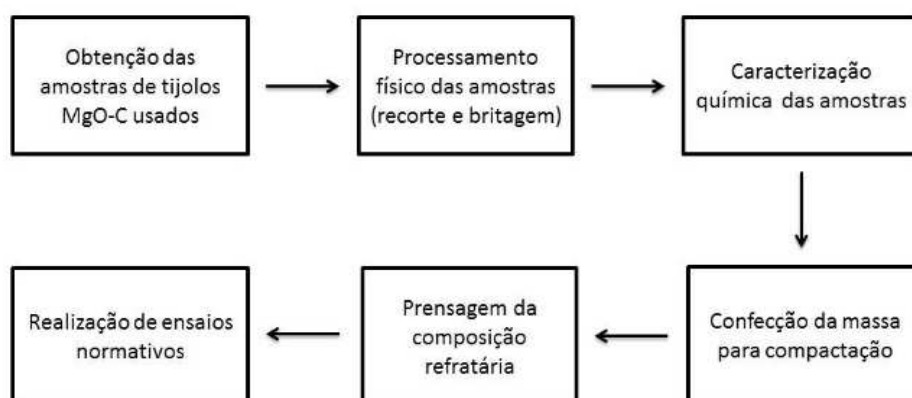 Obtenção das
amostras de tijolos
MgO-C usados
Processamento
físico das amostras
(recorte e britagem)
Caracterização
química das amostras
Confecção da massa
para compactação
Prensagem da
composição
refratária
Realização de ensaios
normativos